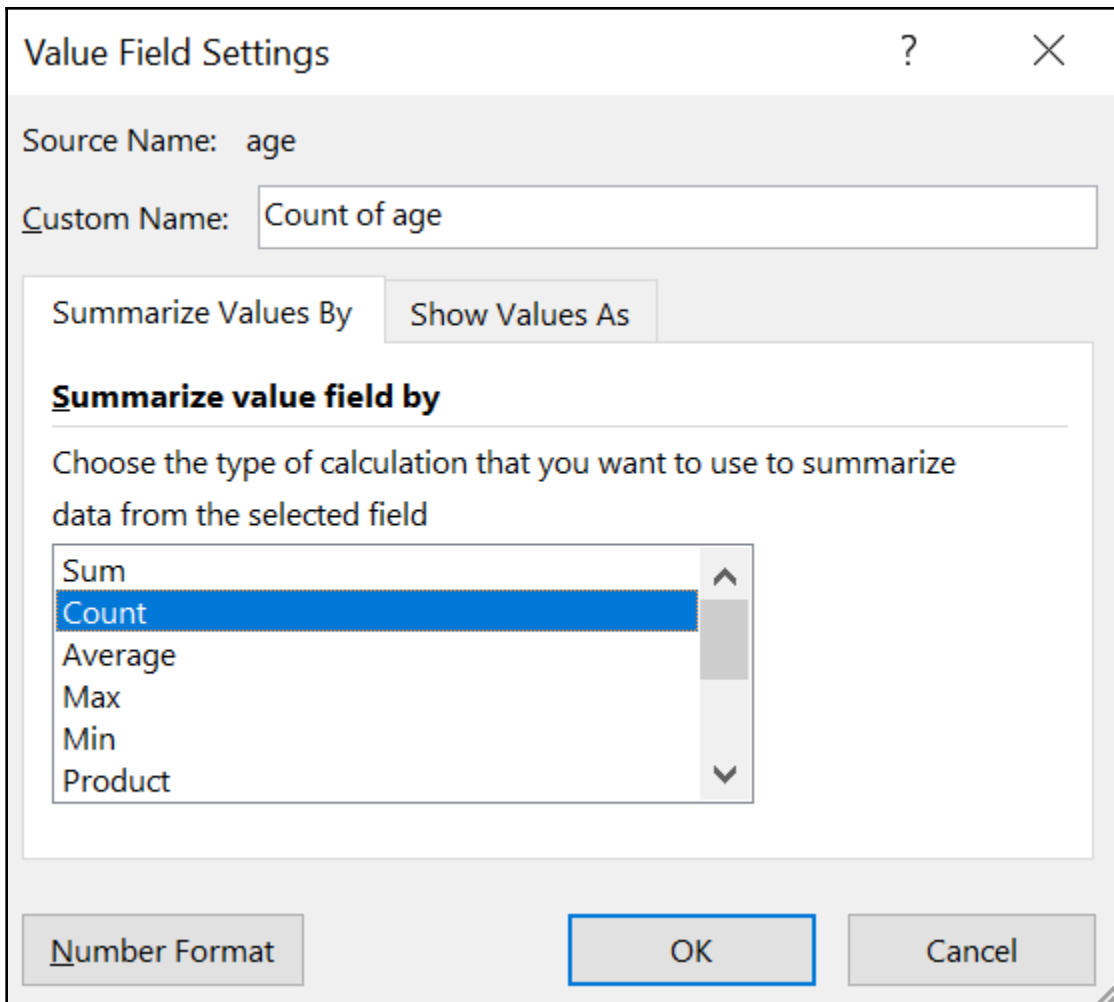 Value Field Settings ?
Source Name: age
Custom Name: Count of age
Summarize Values By Show Values As
Summarize value field by
Choose the type of calculation that you want to use to summarize
data from the selected field
Sum
Count
Average
Max
Min
Product
Number Format OK Cancel